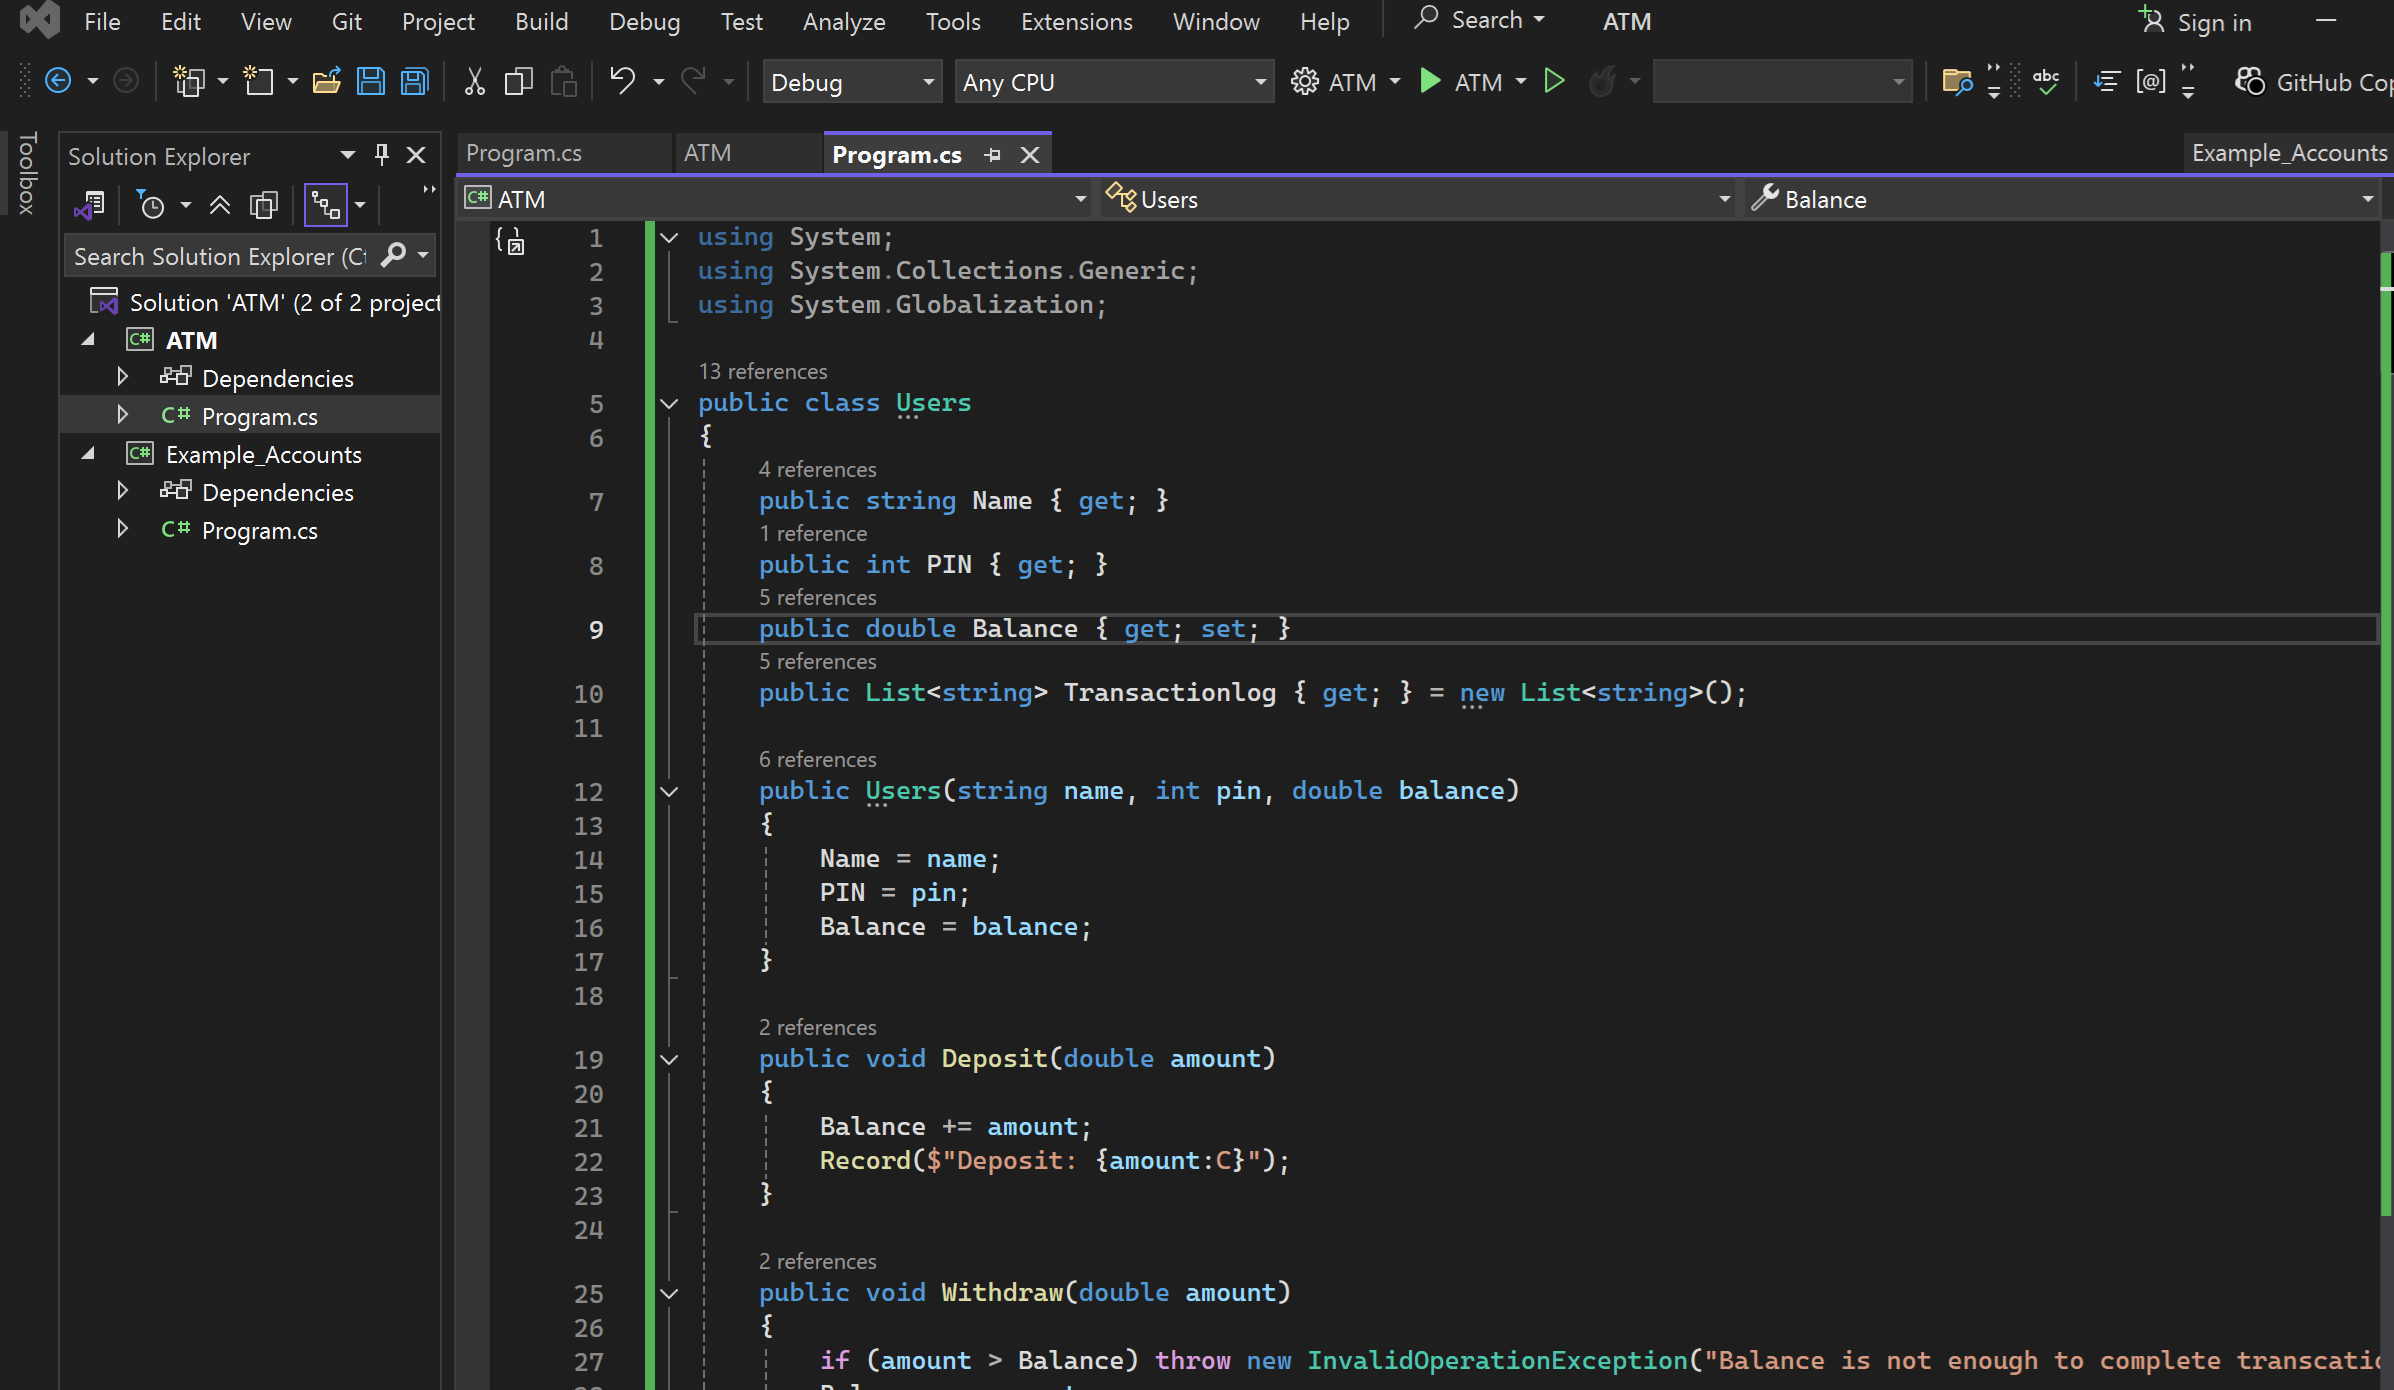 File Edit View Git Project Build Debug Test Analyze Tools Extensions Window Help Search ATM Sign in
Debug Any CPU ATM ATM abc GitHub Cop
Toolbox
Solution Explorer
Search Solution Explorer (Ct
Solution 'ATM' (2 of 2 project
C# ATM
Dependencies
C# Program.cs
C# Example_Accounts
Dependencies
C# Program.cs
Program.cs ATM Program.cs Example_Accounts
C# ATM Users Balance
1 using System;
2 using System.Collections.Generic;
3 using System.Globalization;
4
13 references
5 public class Users
6 {
4 references
7 public string Name { get; }
1 reference
8 public int PIN { get; }
5 references
9 public double Balance { get; set; }
5 references
10 public List<string> Transactionlog { get; } = new List<string>();
11
6 references
12 public Users(string name, int pin, double balance)
13 {
14 Name = name;
15 PIN = pin;
16 Balance = balance;
17 }
18
2 references
19 public void Deposit(double amount)
20 {
21 Balance += amount;
22 Record($"Deposit: {amount:C}");
23 }
24
2 references
25 public void Withdraw(double amount)
26 {
27 if (amount > Balance) throw new InvalidOperationException("Balance is not enough to complete transcatio